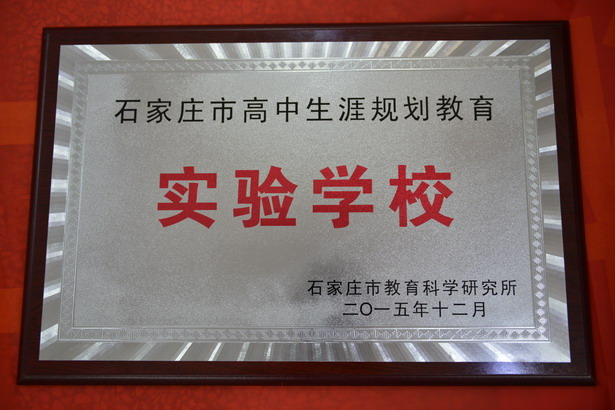 石家庄市高中生涯规划教育
实验学校
石家庄市教育科学研究所
二〇一五年十二月